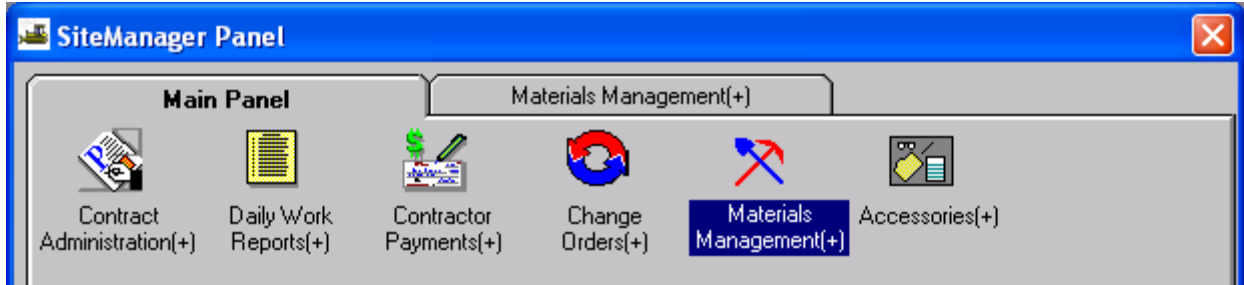 SiteManager Panel
Main Panel
Materials Management(+)
Contract
Administration(+)
Daily Work
Reports(+)
Contractor
Payments(+)
Change
Orders(+)
Materials
Management(+)
Accessories(+)